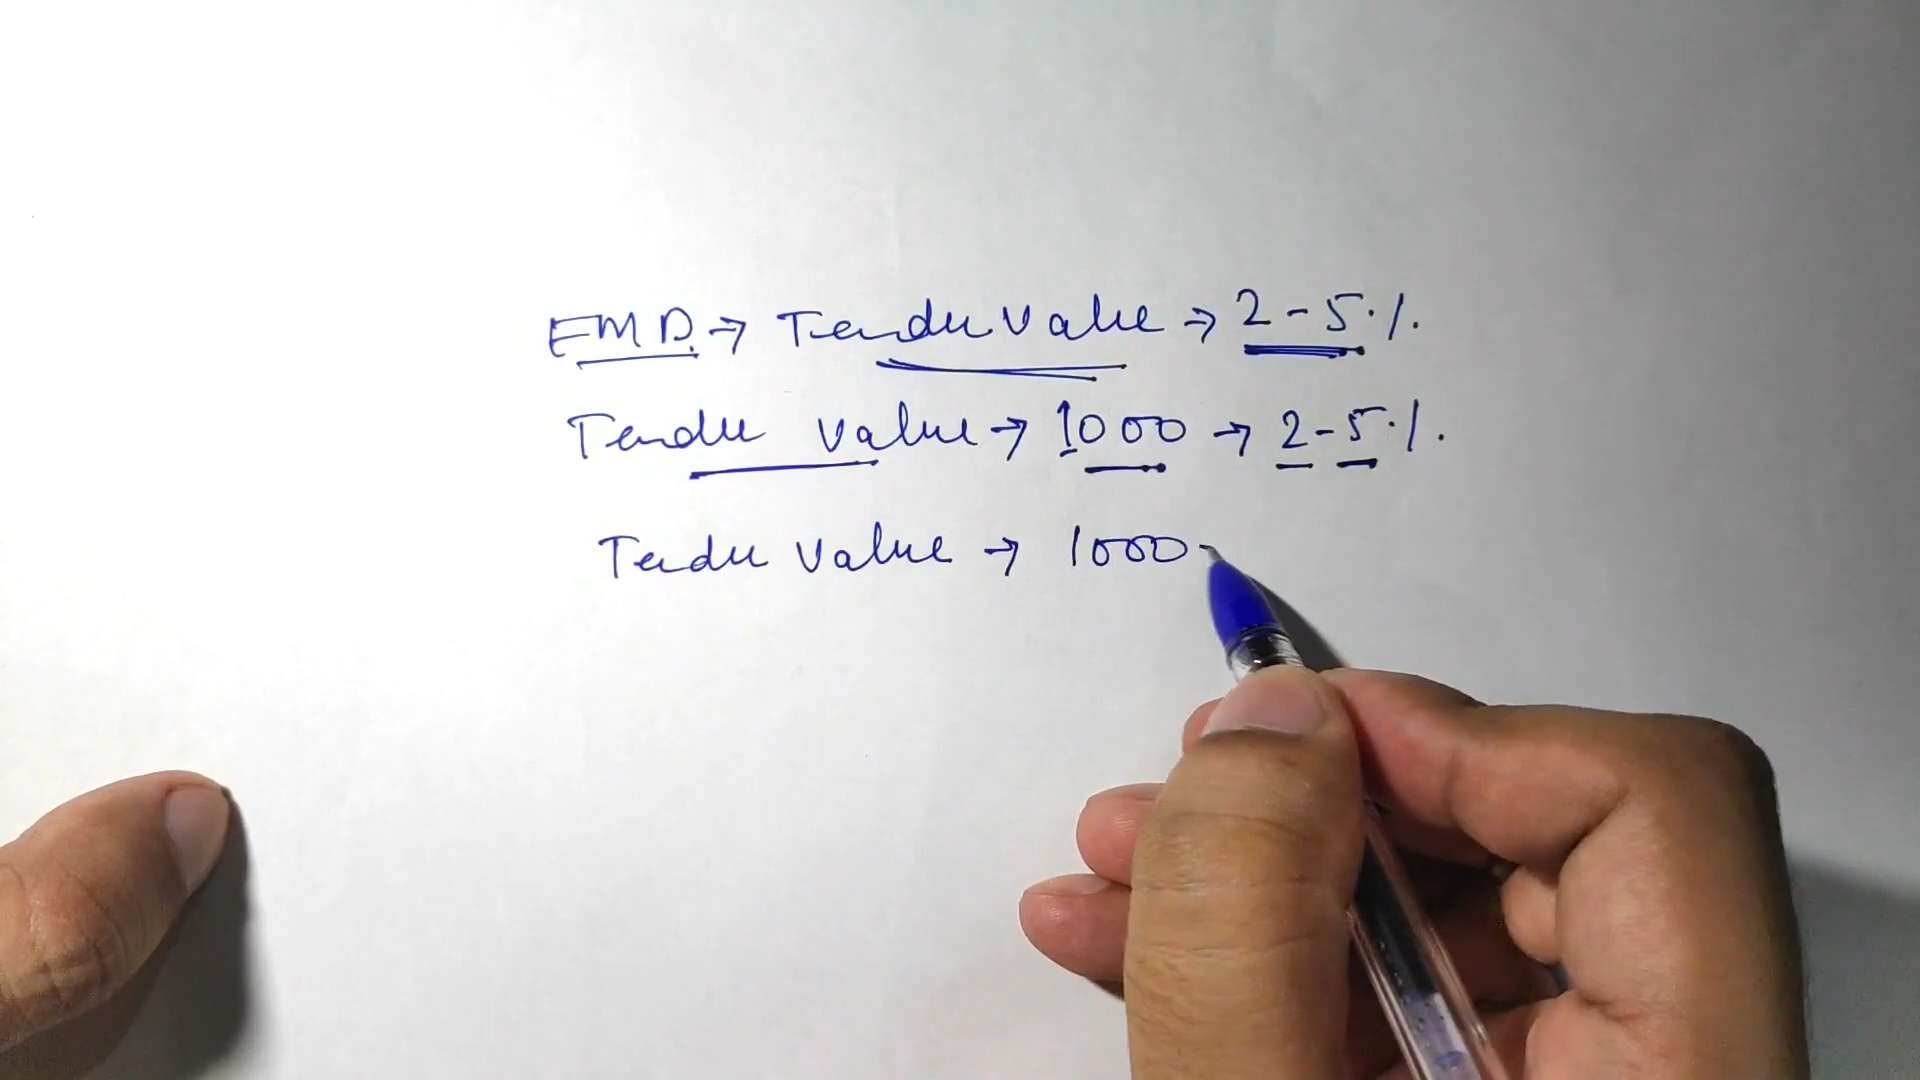 EMD. → Tender Value → 2-5%.
Tender Value → 1000 → 2-5%.
Tender Value → 1000 -